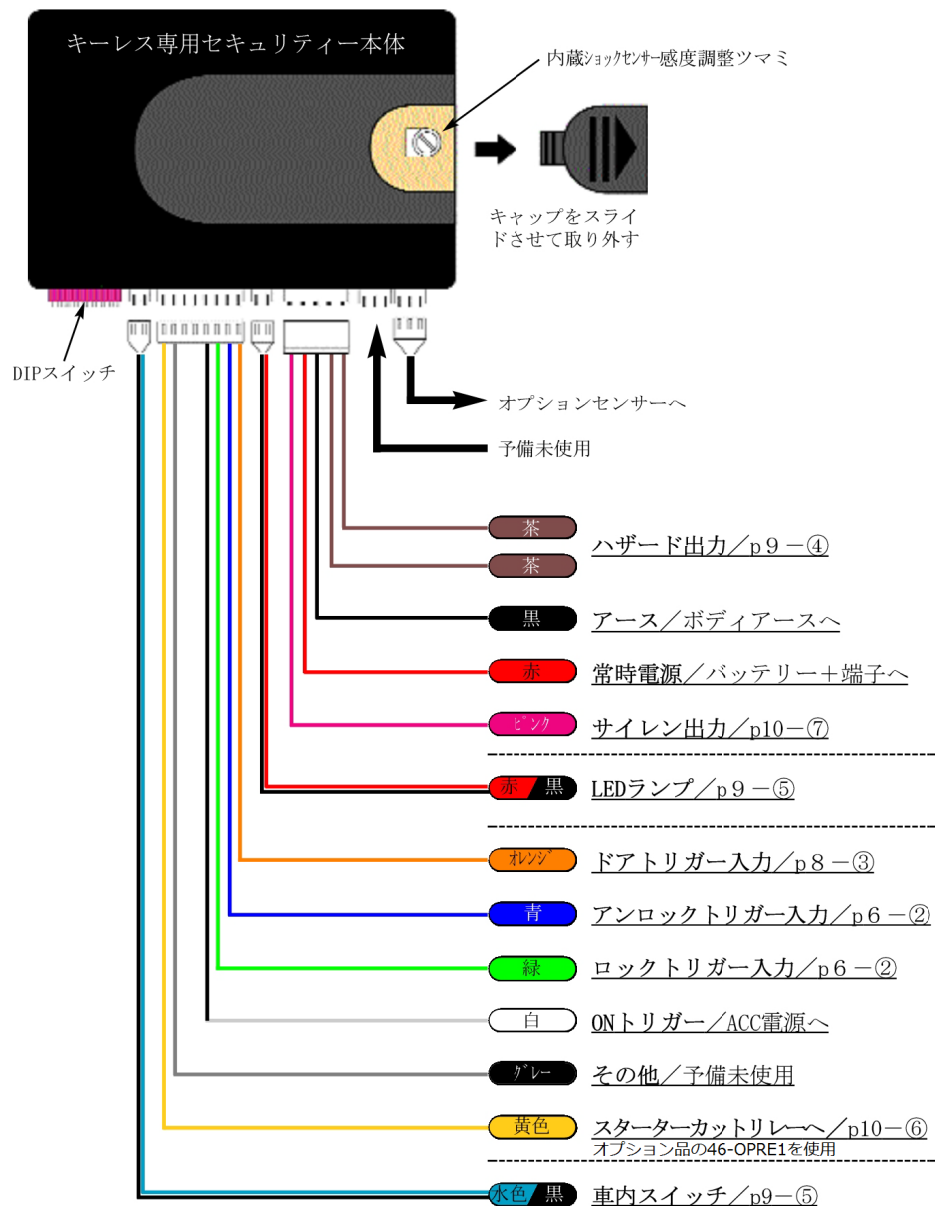 キーレス専用セキュリティー本体
内蔵ｼｮｯｸｾﾝｻｰ感度調整ツマミ
キャップをスライ
ドさせて取り外す
DIPスイッチ
オプションセンサーへ
予備未使用
茶
ハザード出力／p９－④
茶
黒 アース／ボディアースへ
赤 常時電源／バッテリー＋端子へ
ﾋﾟﾝｸ サイレン出力／p10－⑦
赤 黒 LEDランプ／p９－⑤
ｵﾚﾝｼﾞ ドアトリガー入力／p８－③
青 アンロックトリガー入力／p６－②
緑 ロックトリガー入力／p６－②
白 ONトリガー／ACC電源へ
ｸﾞﾚｰ その他／予備未使用
黄色 スターターカットリレーへ／p10－⑥
オプション品の46-OPRE1を使用
水色 黒 車内スイッチ／p9－⑤